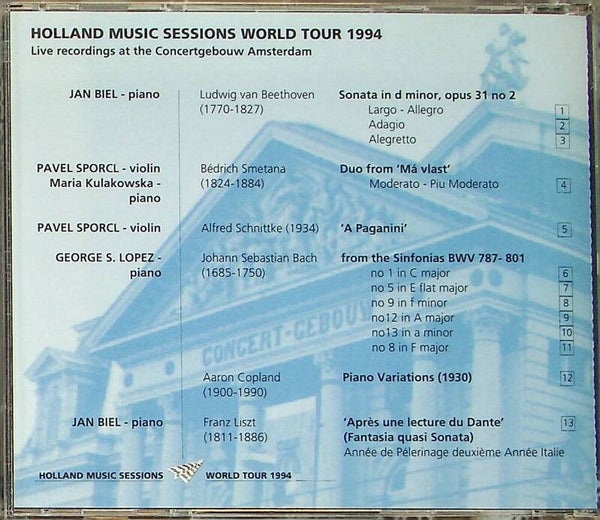 HOLLAND MUSIC SESSIONS WORLD TOUR 1994
Live recordings at the Concertgebouw Amsterdam
JAN BIEL - piano Ludwig van Beethoven Sonata in d minor, opus 31 no 2
(1770-1827) Largo - Allegro 1
Adagio 2
Alegretto 3
PAVEL SPORCL - violin Bédrich Smetana Duo from ‘Má vlast’
Maria Kulakowska - (1824-1884) Moderato - Piu Moderato 4
piano
PAVEL SPORCL - violin Alfred Schnittke (1934) ‘A Paganini’ 5
GEORGE S. LOPEZ - Johann Sebastian Bach from the Sinfonias BWV 787- 801
piano (1685-1750) no 1 in C major 6
no 5 in E flat major 7
no 9 in f minor 8
no12 in A major 9
no13 in a minor 10
no 8 in F major 11
CONCERT-GEBOUW
Aaron Copland Piano Variations (1930) 12
(1900-1990)
JAN BIEL - piano Franz Liszt ‘Après une lecture du Dante’ 13
(1811-1886) (Fantasia quasi Sonata)
Année de Pélerinage deuxième Année Italie
HOLLAND MUSIC SESSIONS WORLD TOUR 1994